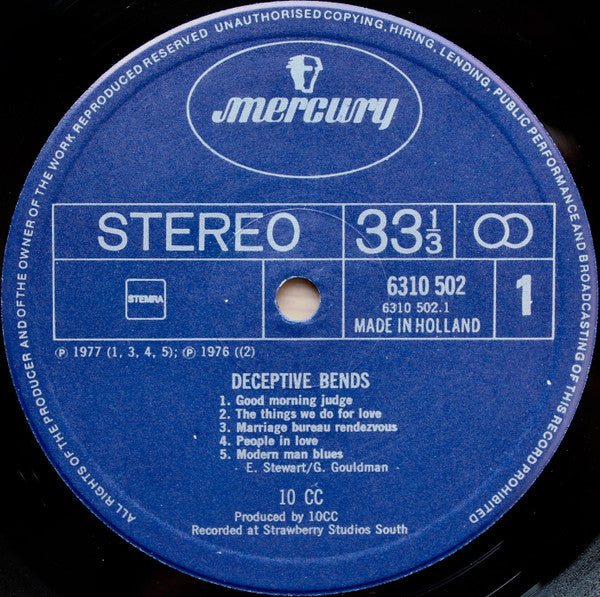 ALL RIGHTS OF THE PRODUCER AND OF THE OWNER OF THE WORK REPRODUCED RESERVED UNAUTHORISED COPYING, HIRING, LENDING, PUBLIC PERFORMANCE AND BROADCASTING OF THIS RECORD PROHIBITED
mercury
STEREO 33 1/3
STEMRA
6310 502
6310 502.1
MADE IN HOLLAND
1
Ⓟ 1977 (1, 3, 4, 5); Ⓟ 1976 ((2)
DECEPTIVE BENDS
1. Good morning judge
2. The things we do for love
3. Marriage bureau rendezvous
4. People in love
5. Modern man blues
E. Stewert/G. Gouldman
10 CC
Produced by 10CC
Recorded at Strawberry Studios South